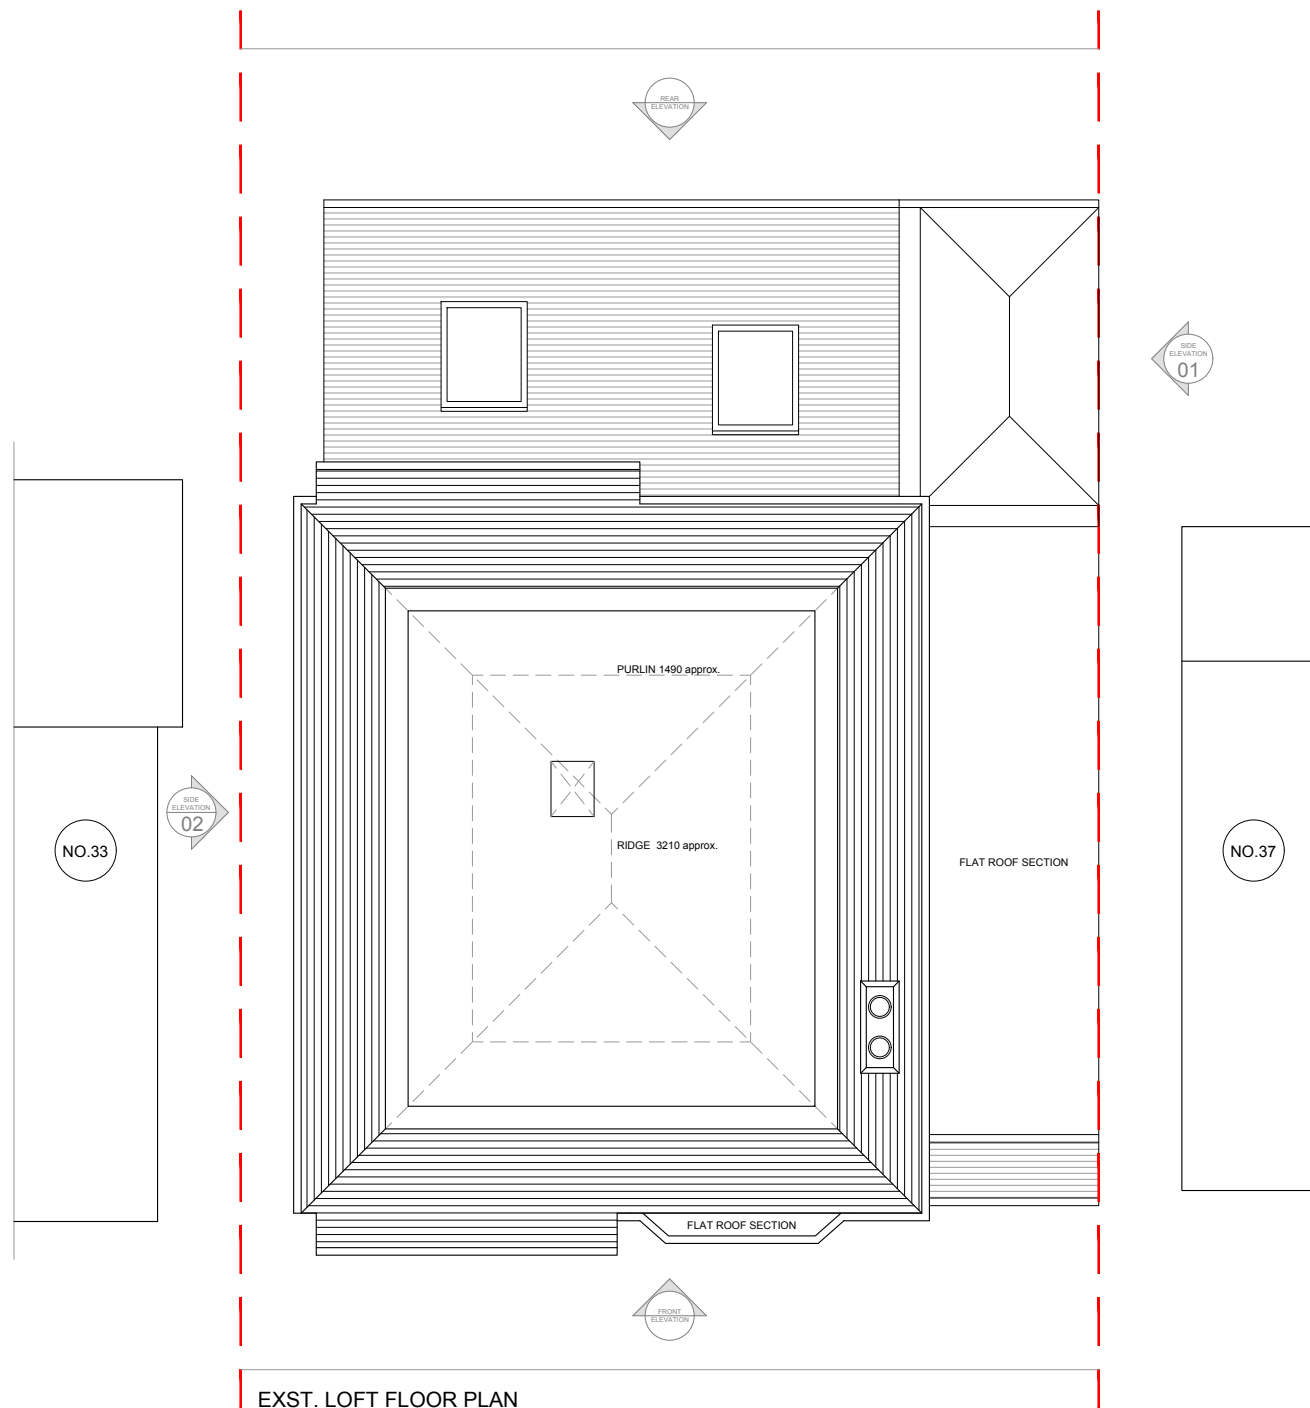 REAR
ELEVATION
SIDE
ELEVATION
01
PURLIN 1490 approx.
SIDE
ELEVATION
02
NO.33
RIDGE 3210 approx.
FLAT ROOF SECTION
NO.37
FLAT ROOF SECTION
FRONT
ELEVATION
EXST. LOFT FLOOR PLAN